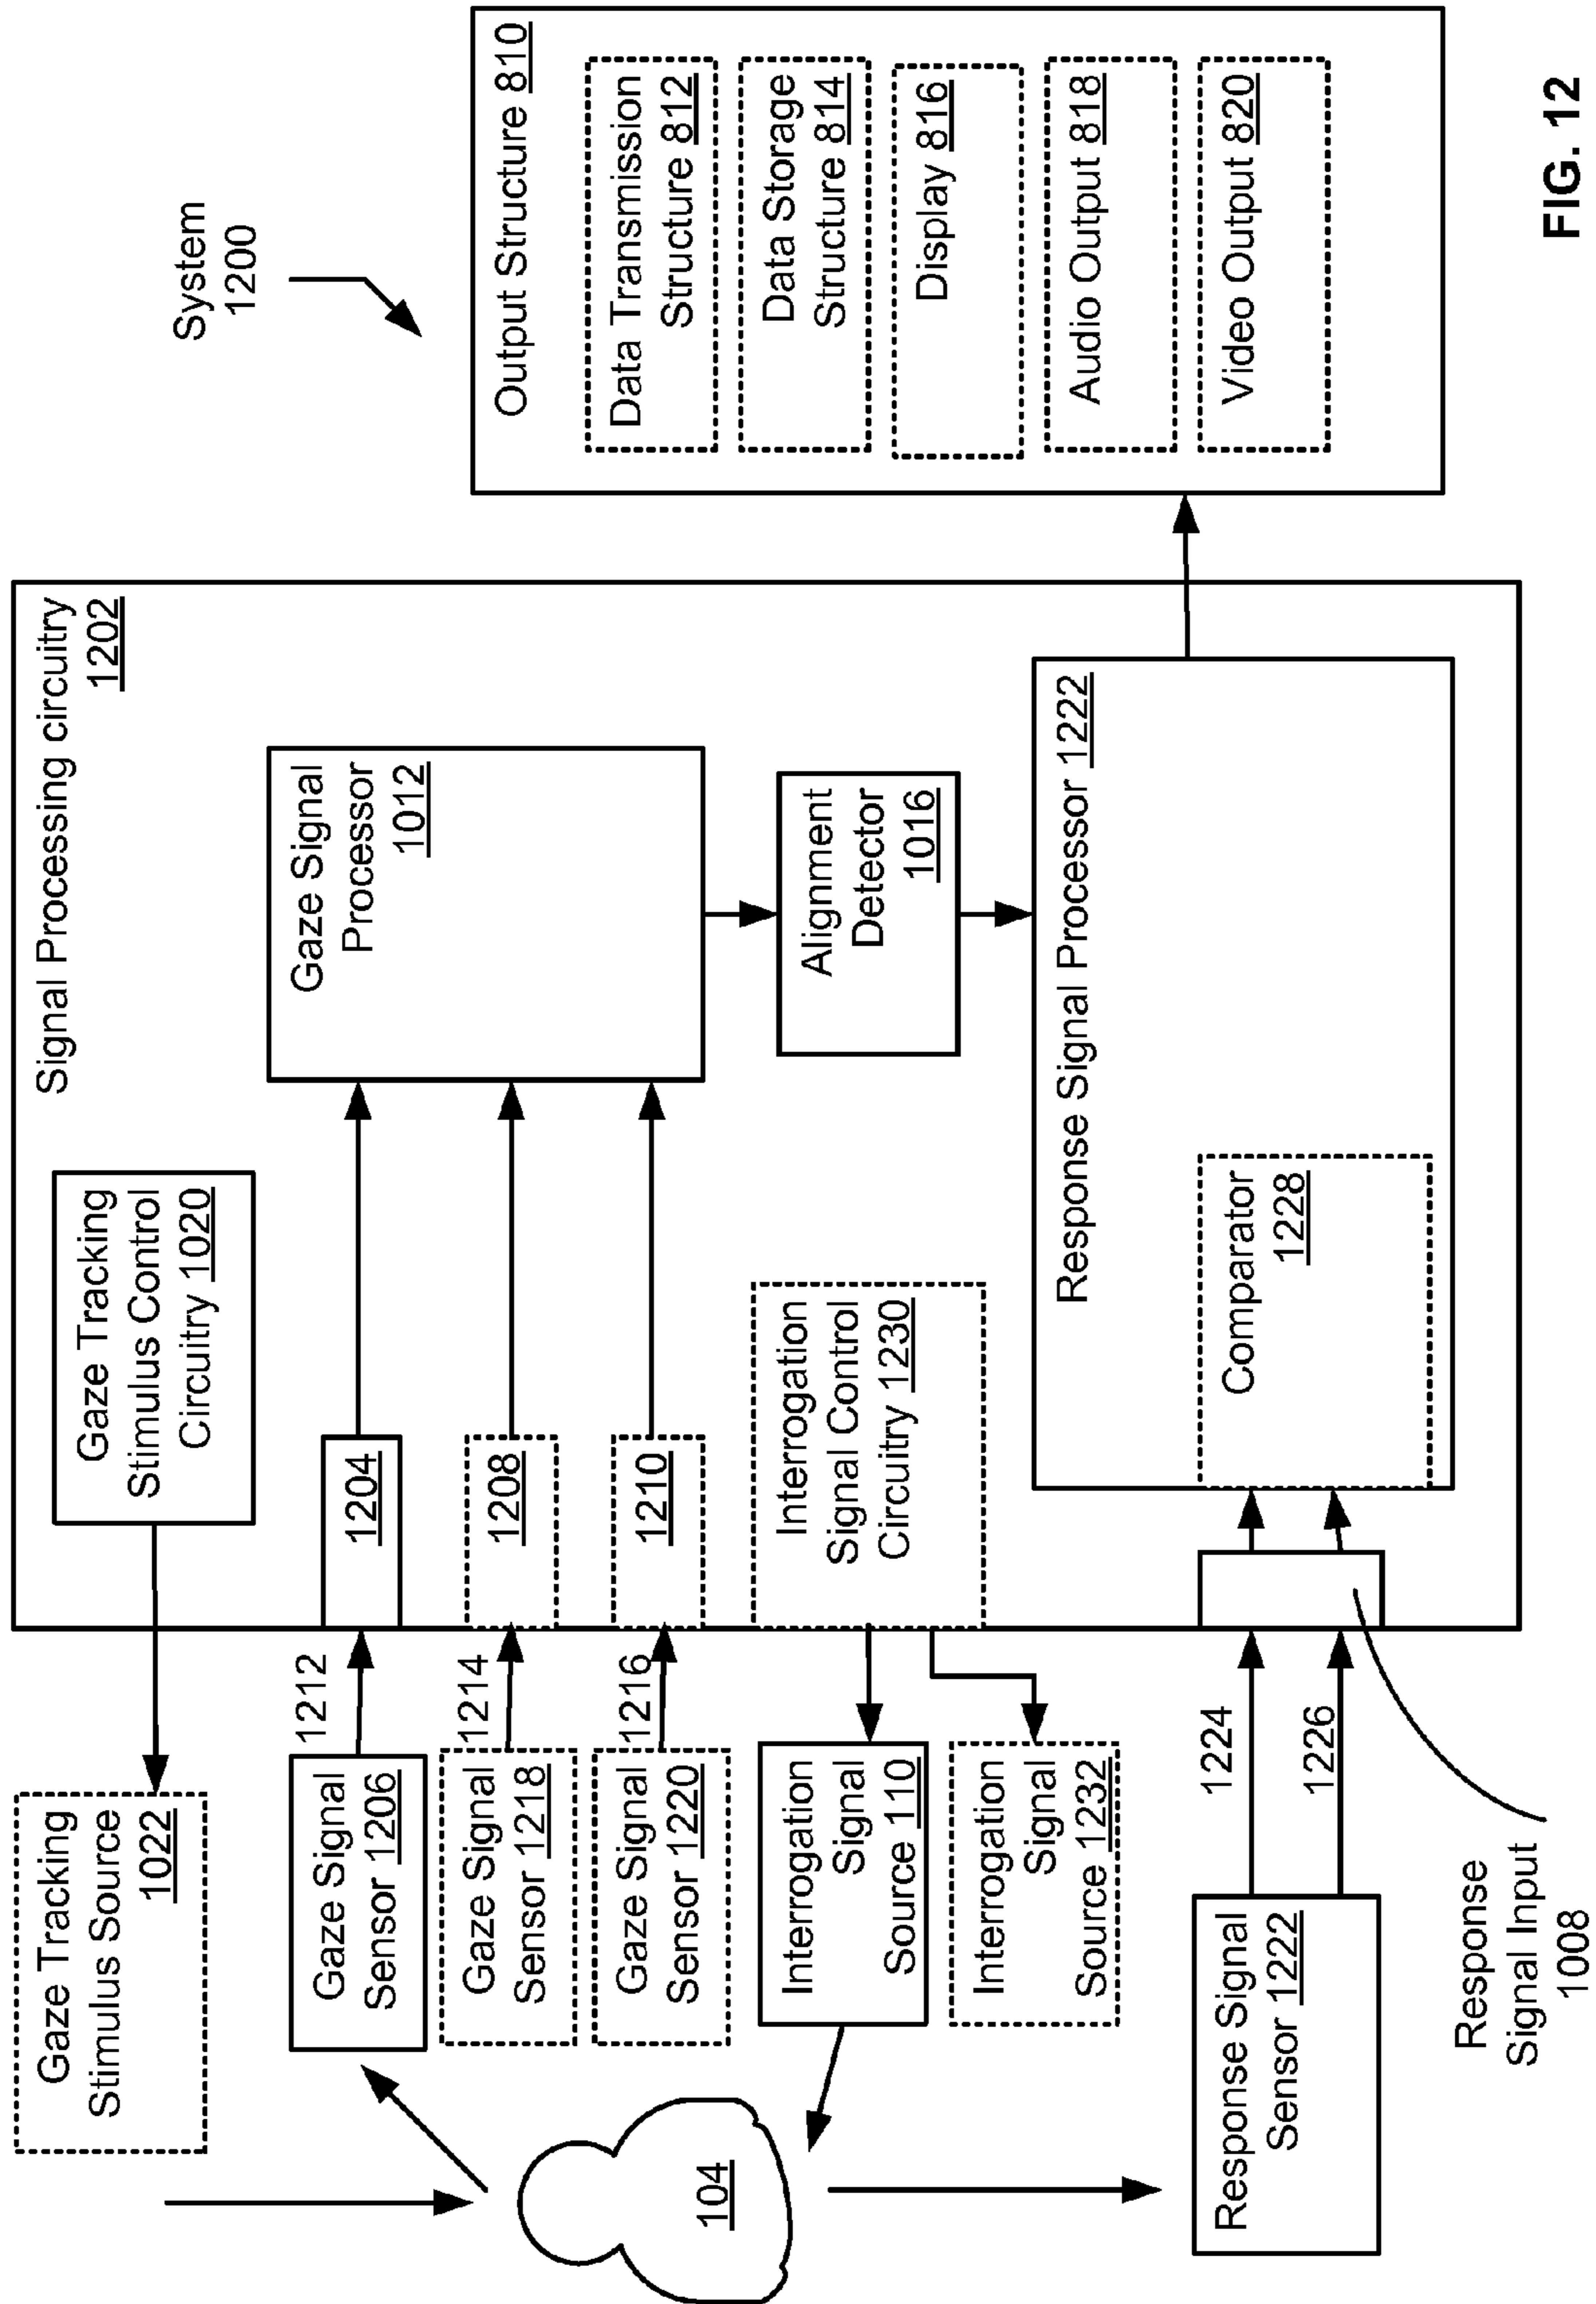 System
1200
Signal Processing circuitry
1202
Gaze Tracking
Stimulus Source
1022
Gaze Tracking
Stimulus Control
Circuitry 1020
Gaze Signal
Sensor 1206
1212
1204
Gaze Signal
Processor
1012
Gaze Signal
Sensor 1218
1214
1208
Gaze Signal
Sensor 1220
1216
1210
104
Interrogation
Signal
Source 110
Interrogation
Signal Control
Circuitry 1230
Alignment
Detector
1016
Interrogation
Signal
Source 1232
Response Signal
Sensor 1222
1224
1226
Response Signal Processor 1222
Comparator
1228
Response
Signal Input
1008
Output Structure 810
Data Transmission
Structure 812
Data Storage
Structure 814
Display 816
Audio Output 818
Video Output 820
FIG. 12